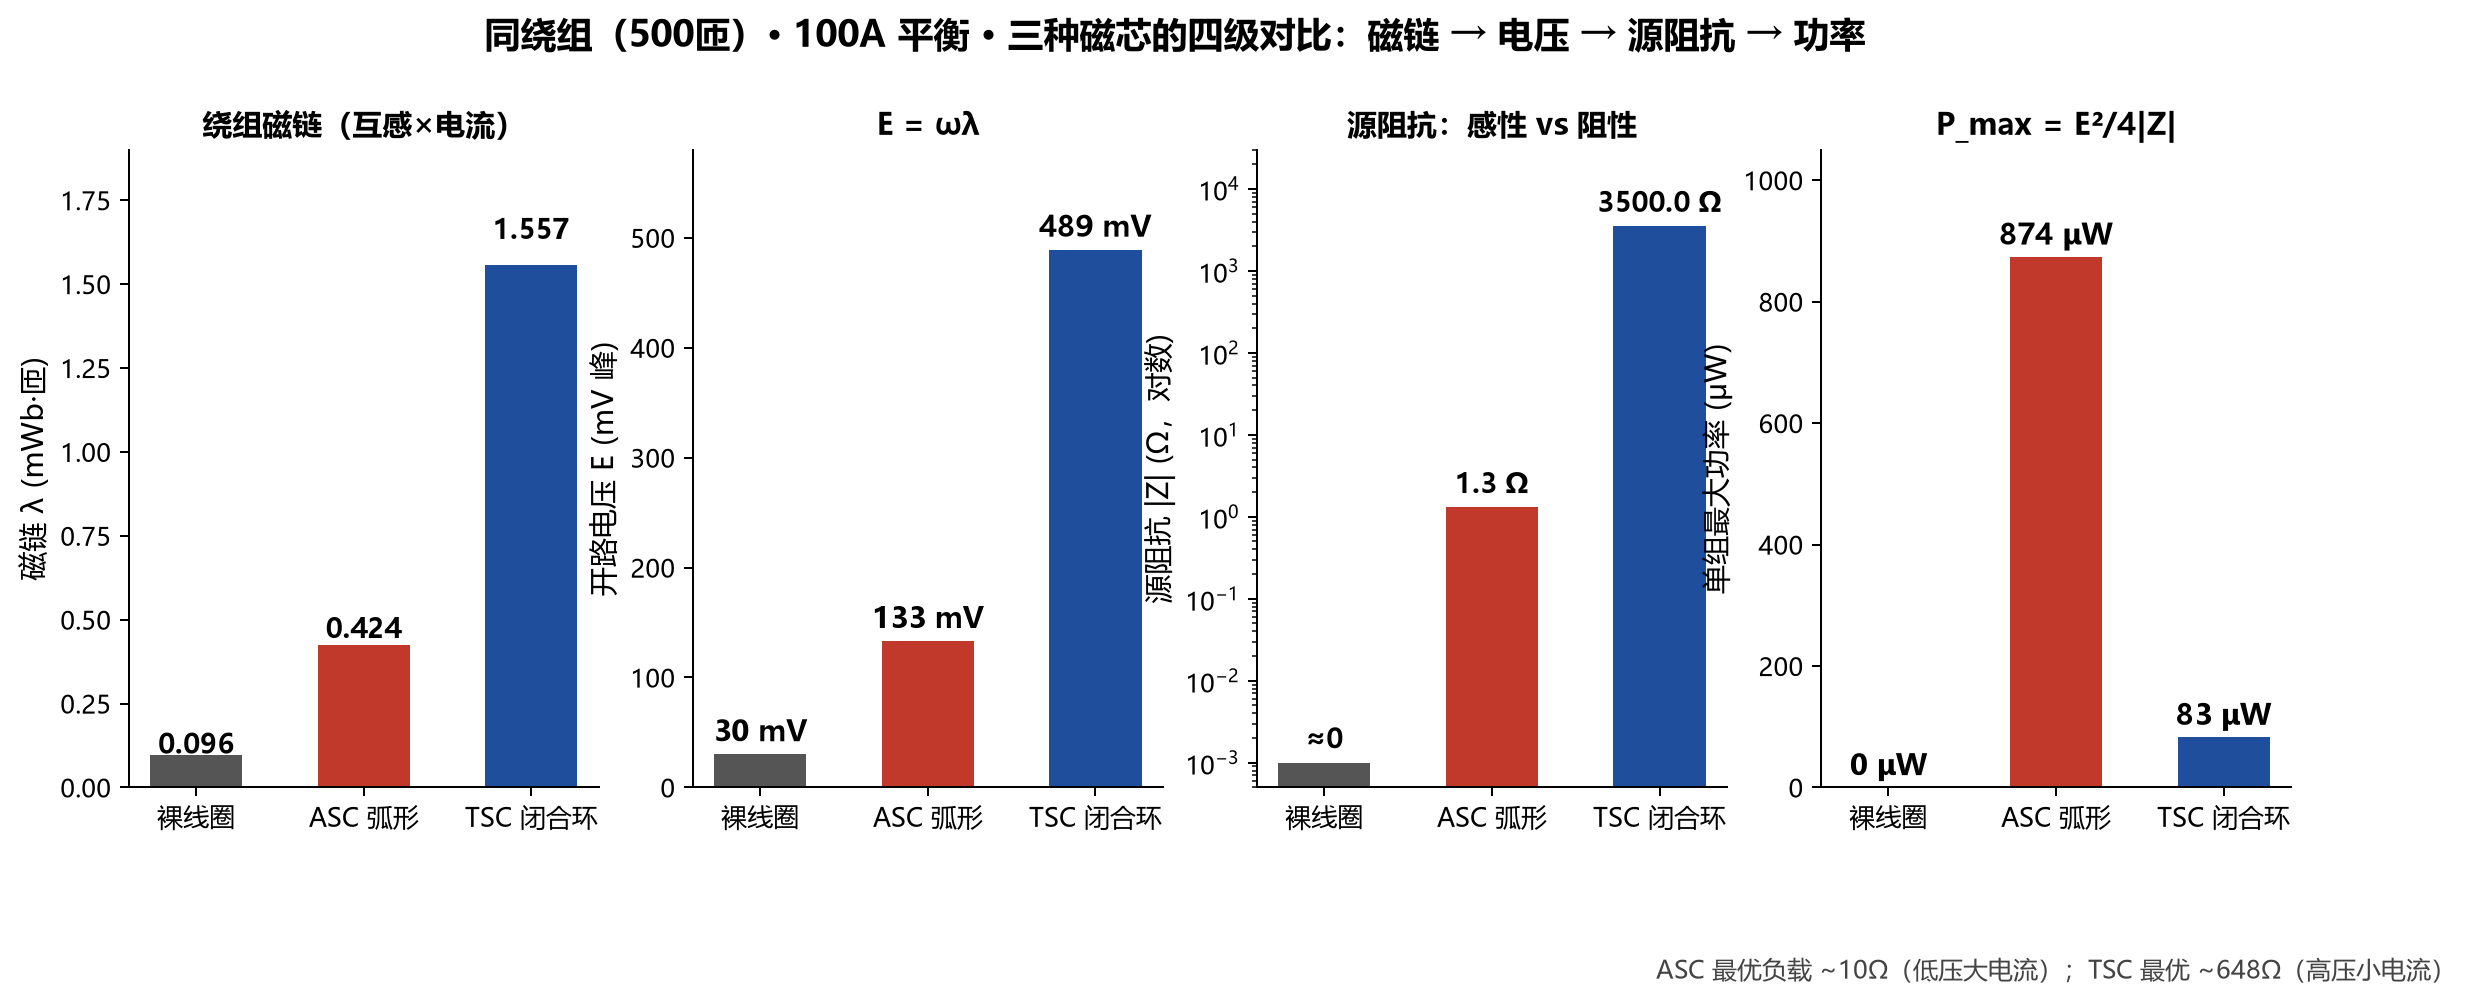 同绕组（500匝）• 100A 平衡 • 三种磁芯的四级对比：磁链 → 电压 → 源阻抗 → 功率
绕组磁链（互感×电流）
磁链 λ (mWb·匝)
1.75
1.50
1.25
1.00
0.75
0.50
0.25
0.00
0.096
0.424
1.557
裸线圈
ASC 弧形
TSC 闭合环
E = ωλ
开路电压 E (mV 峰)
500
400
300
200
100
0
30 mV
133 mV
489 mV
裸线圈
ASC 弧形
TSC 闭合环
源阻抗：感性 vs 阻性
源阻抗 |Z| (Ω，对数)
10⁴
10³
10²
10¹
10⁰
10⁻¹
10⁻²
10⁻³
≈0
1.3 Ω
3500.0 Ω
裸线圈
ASC 弧形
TSC 闭合环
P_max = E²/4|Z|
单组最大功率 (μW)
1000
800
600
400
200
0
0 μW
874 μW
83 μW
裸线圈
ASC 弧形
TSC 闭合环
ASC 最优负载 ~10Ω（低压大电流）；TSC 最优 ~648Ω（高压小电流）